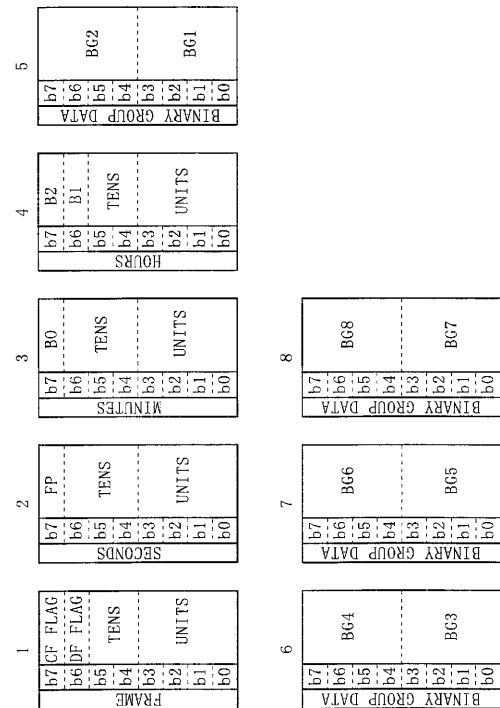 1
FRAME
b7 CF FLAG
b6 DF FLAG
b5
TENS
b4
b3
b2
UNITS
b1
b0
2
SECONDS
b7 FP
b6
b5
TENS
b4
b3
b2
UNITS
b1
b0
3
MINUTES
b7 B0
b6
b5
TENS
b4
b3
b2
UNITS
b1
b0
4
HOURS
b7 B2
b6 B1
b5
TENS
b4
b3
b2
UNITS
b1
b0
5
BINARY GROUP DATA
b7
b6
BG2
b5
b4
b3
b2
BG1
b1
b0
6
BINARY GROUP DATA
b7
b6
BG4
b5
b4
b3
b2
BG3
b1
b0
7
BINARY GROUP DATA
b7
b6
BG6
b5
b4
b3
b2
BG5
b1
b0
8
BINARY GROUP DATA
b7
b6
BG8
b5
b4
b3
b2
BG7
b1
b0